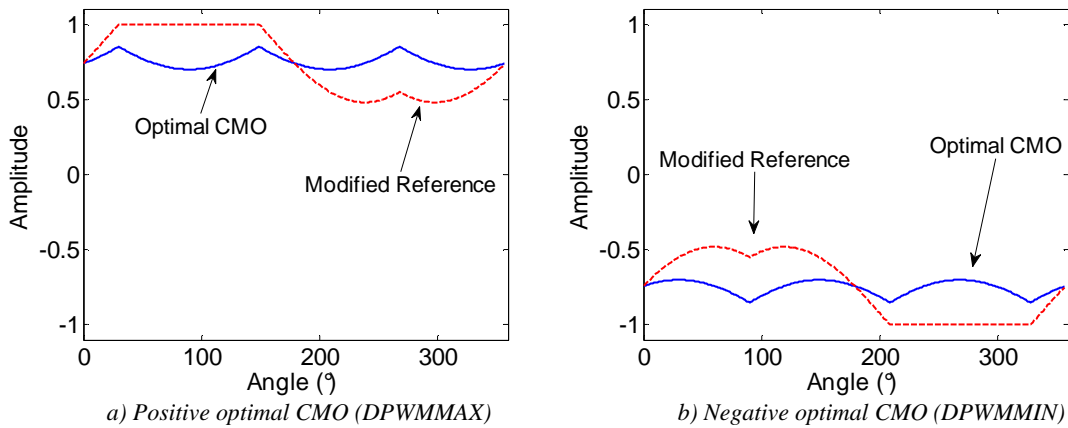 1
0.5
0
-0.5
-1
Amplitude
Optimal CMO
Modified Reference
0
100
200
300
Angle (°)
a) Positive optimal CMO (DPWMMAX)
1
0.5
0
-0.5
-1
Amplitude
Modified Reference
Optimal CMO
0
100
200
300
Angle (°)
b) Negative optimal CMO (DPWMMIN)